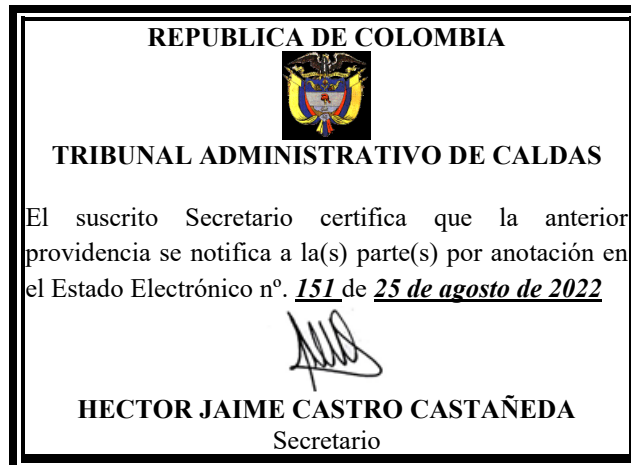 REPUBLICA DE COLOMBIA
TRIBUNAL ADMINISTRATIVO DE CALDAS
El suscrito Secretario certifica que la anterior
providencia se notifica a la(s) parte(s) por anotación en
el Estado Electrónico nº. 151 de 25 de agosto de 2022
HECTOR JAIME CASTRO CASTAÑEDA
Secretario